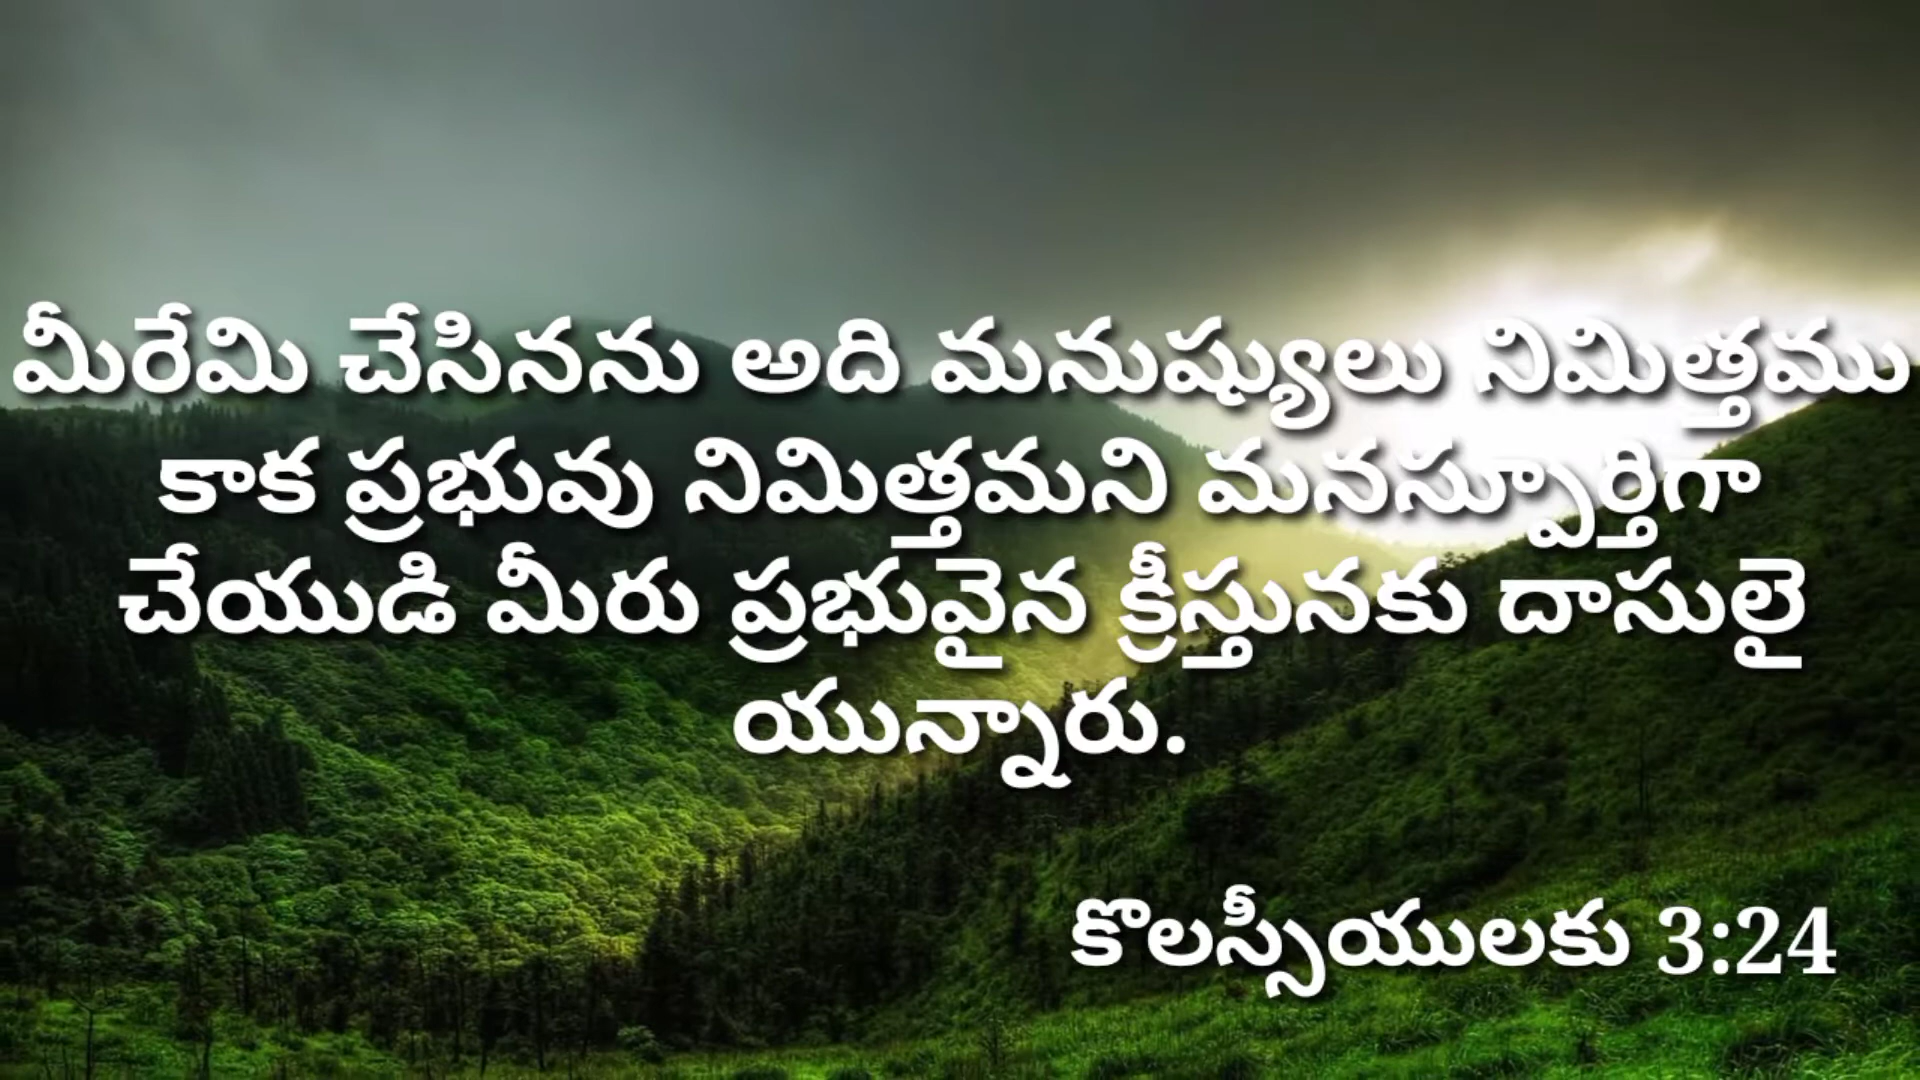 మీరేమి చేసినను అది మనుష్యులు నిమిత్తము
కాక ప్రభువు నిమిత్తమని మనస్ఫూర్తిగా
చేయుడి మీరు ప్రభువైన క్రీస్తునకు దాసులై
యున్నారు.
కొలస్సీయులకు 3:24